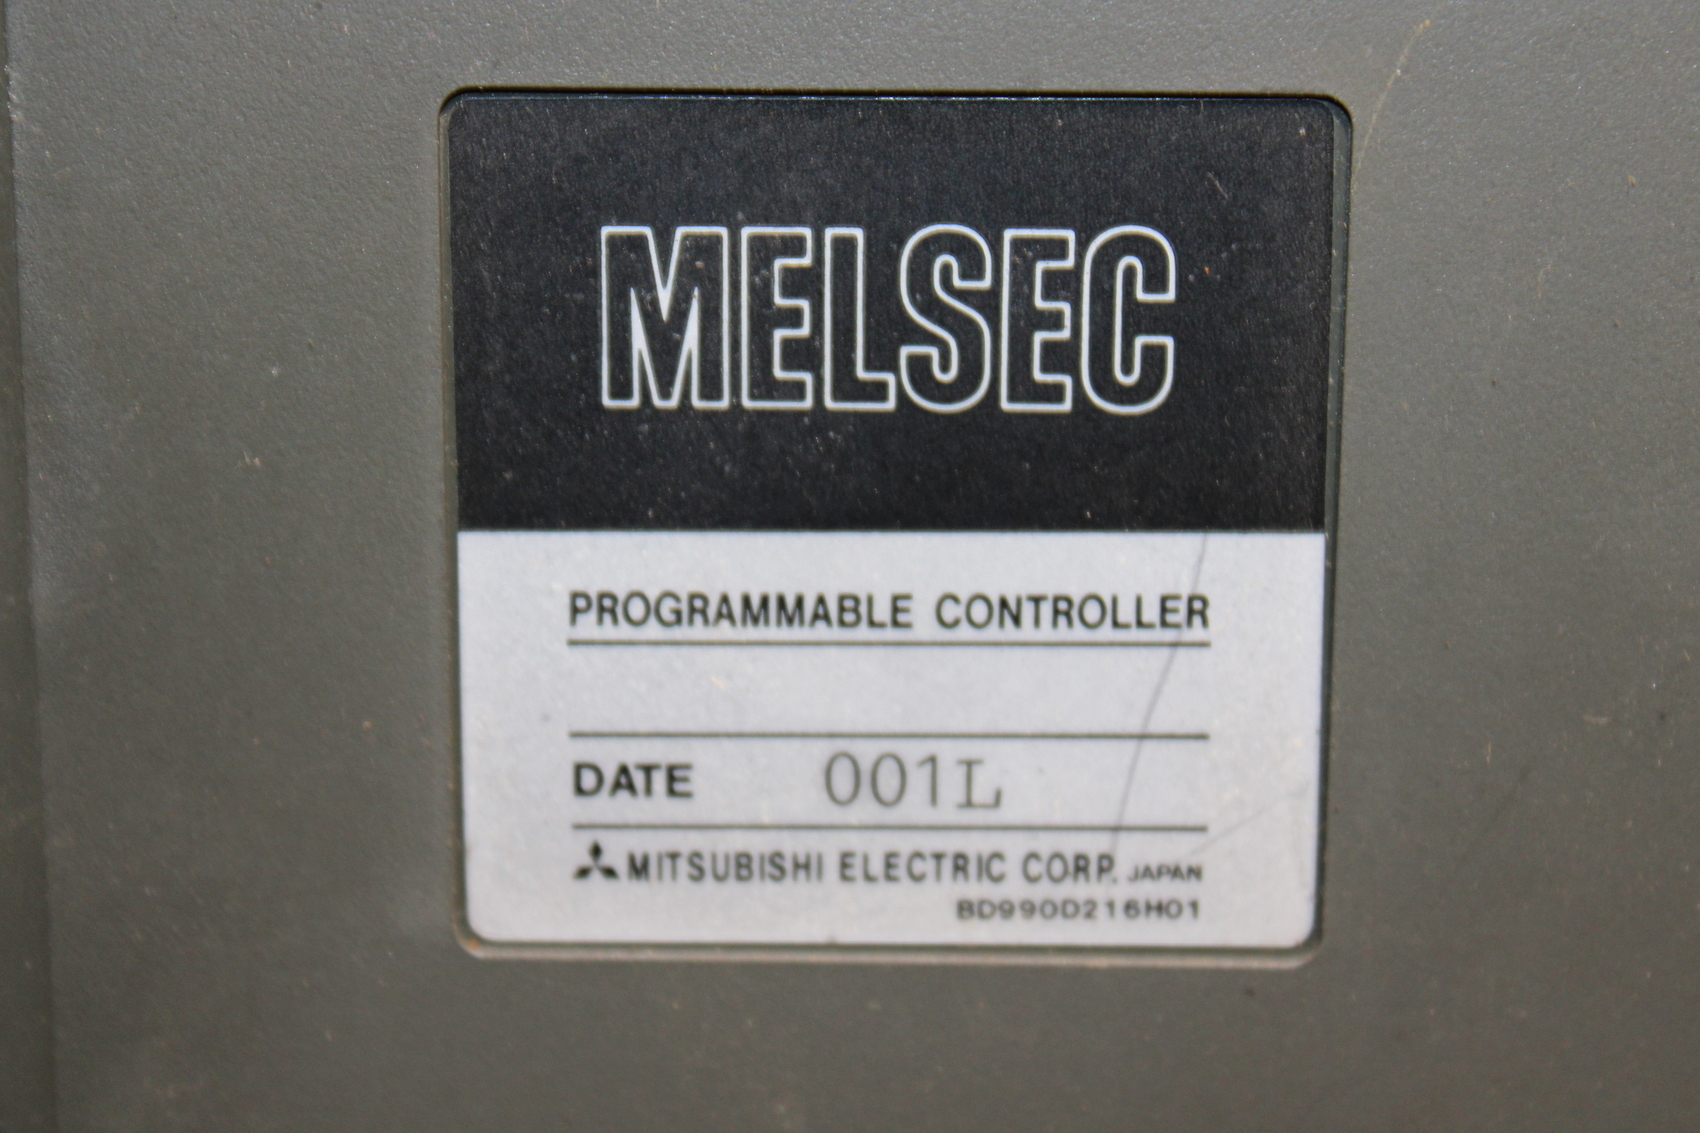 MELSEC
PROGRAMMABLE CONTROLLER
DATE 001L
MITSUBISHI ELECTRIC CORP. JAPAN
BD990D216H01